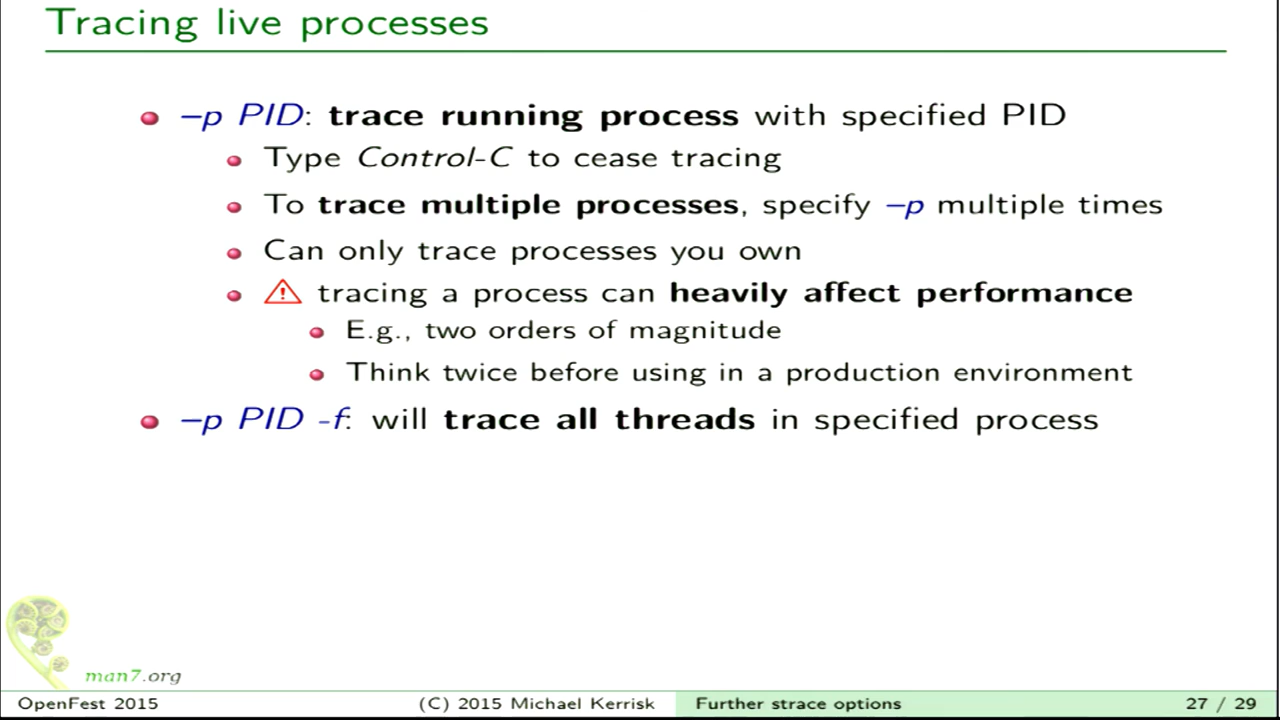 Tracing live processes
–p PID: trace running process with specified PID
Type Control-C to cease tracing
To trace multiple processes, specify –p multiple times
Can only trace processes you own
tracing a process can heavily affect performance
E.g., two orders of magnitude
Think twice before using in a production environment
–p PID -f: will trace all threads in specified process
man7.org
OpenFest 2015 (C) 2015 Michael Kerrisk Further strace options 27 / 29